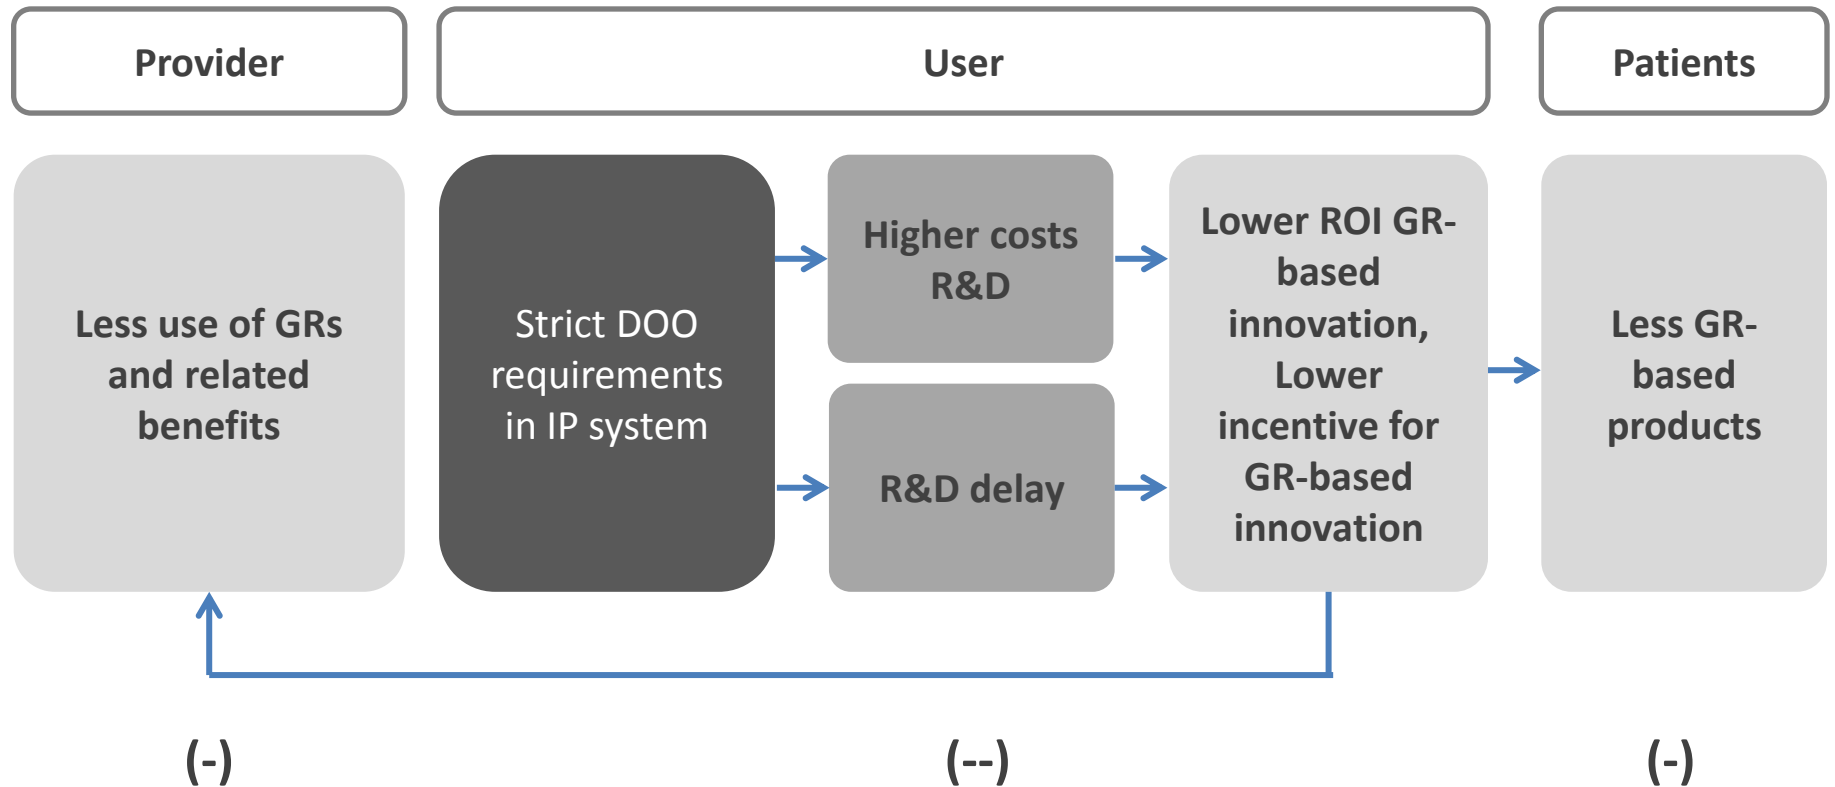 Provider
User
Patients
Less use of GRs
and related
benefits
Strict DOO
requirements
in IP system
Higher costs
R&D
R&D delay
Lower ROI GR-
based
innovation,
Lower
incentive for
GR-based
innovation
Less GR-
based
products
(-)
(--)
(-)